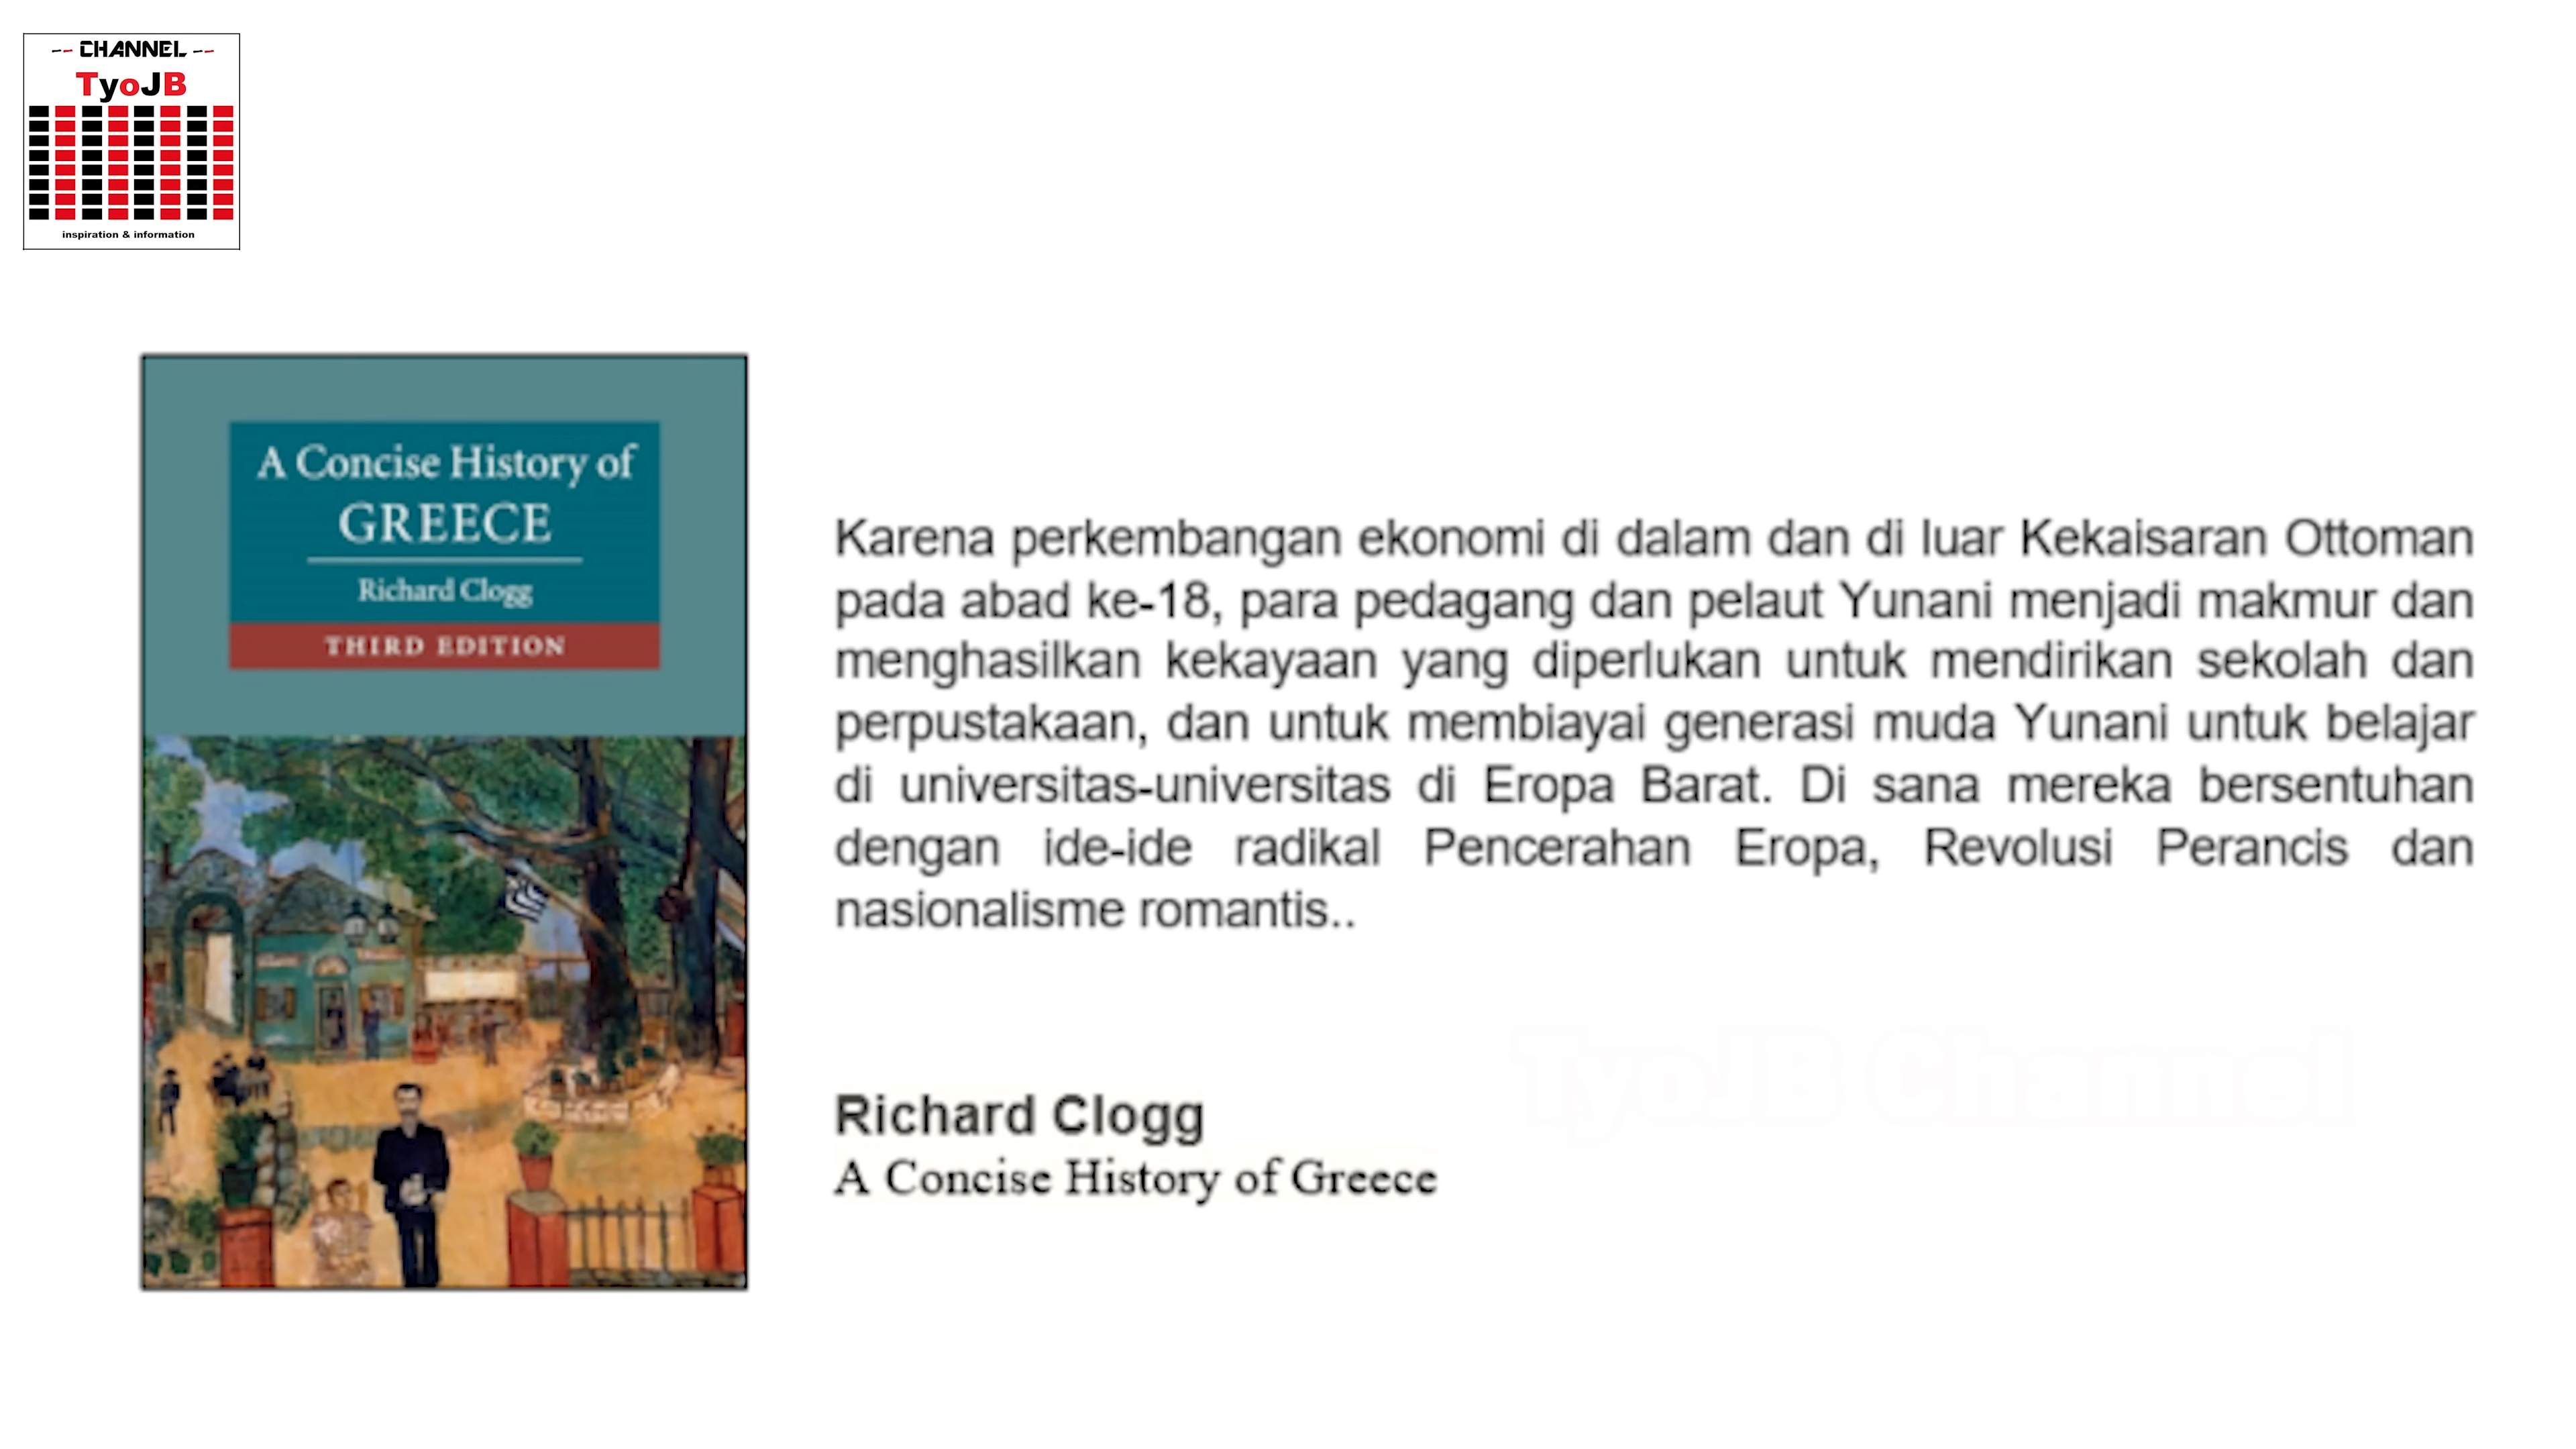 -- CHANNEL --
TyoJB
inspiration & information
A Concise History of
GREECE
Richard Clogg
THIRD EDITION
Karena perkembangan ekonomi di dalam dan di luar Kekaisaran Ottoman
pada abad ke-18, para pedagang dan pelaut Yunani menjadi makmur dan
menghasilkan kekayaan yang diperlukan untuk mendirikan sekolah dan
perpustakaan, dan untuk membiayai generasi muda Yunani untuk belajar
di universitas-universitas di Eropa Barat. Di sana mereka bersentuhan
dengan ide-ide radikal Pencerahan Eropa, Revolusi Perancis dan
nasionalisme romantis..
TyoJB Channel
Richard Clogg
A Concise History of Greece